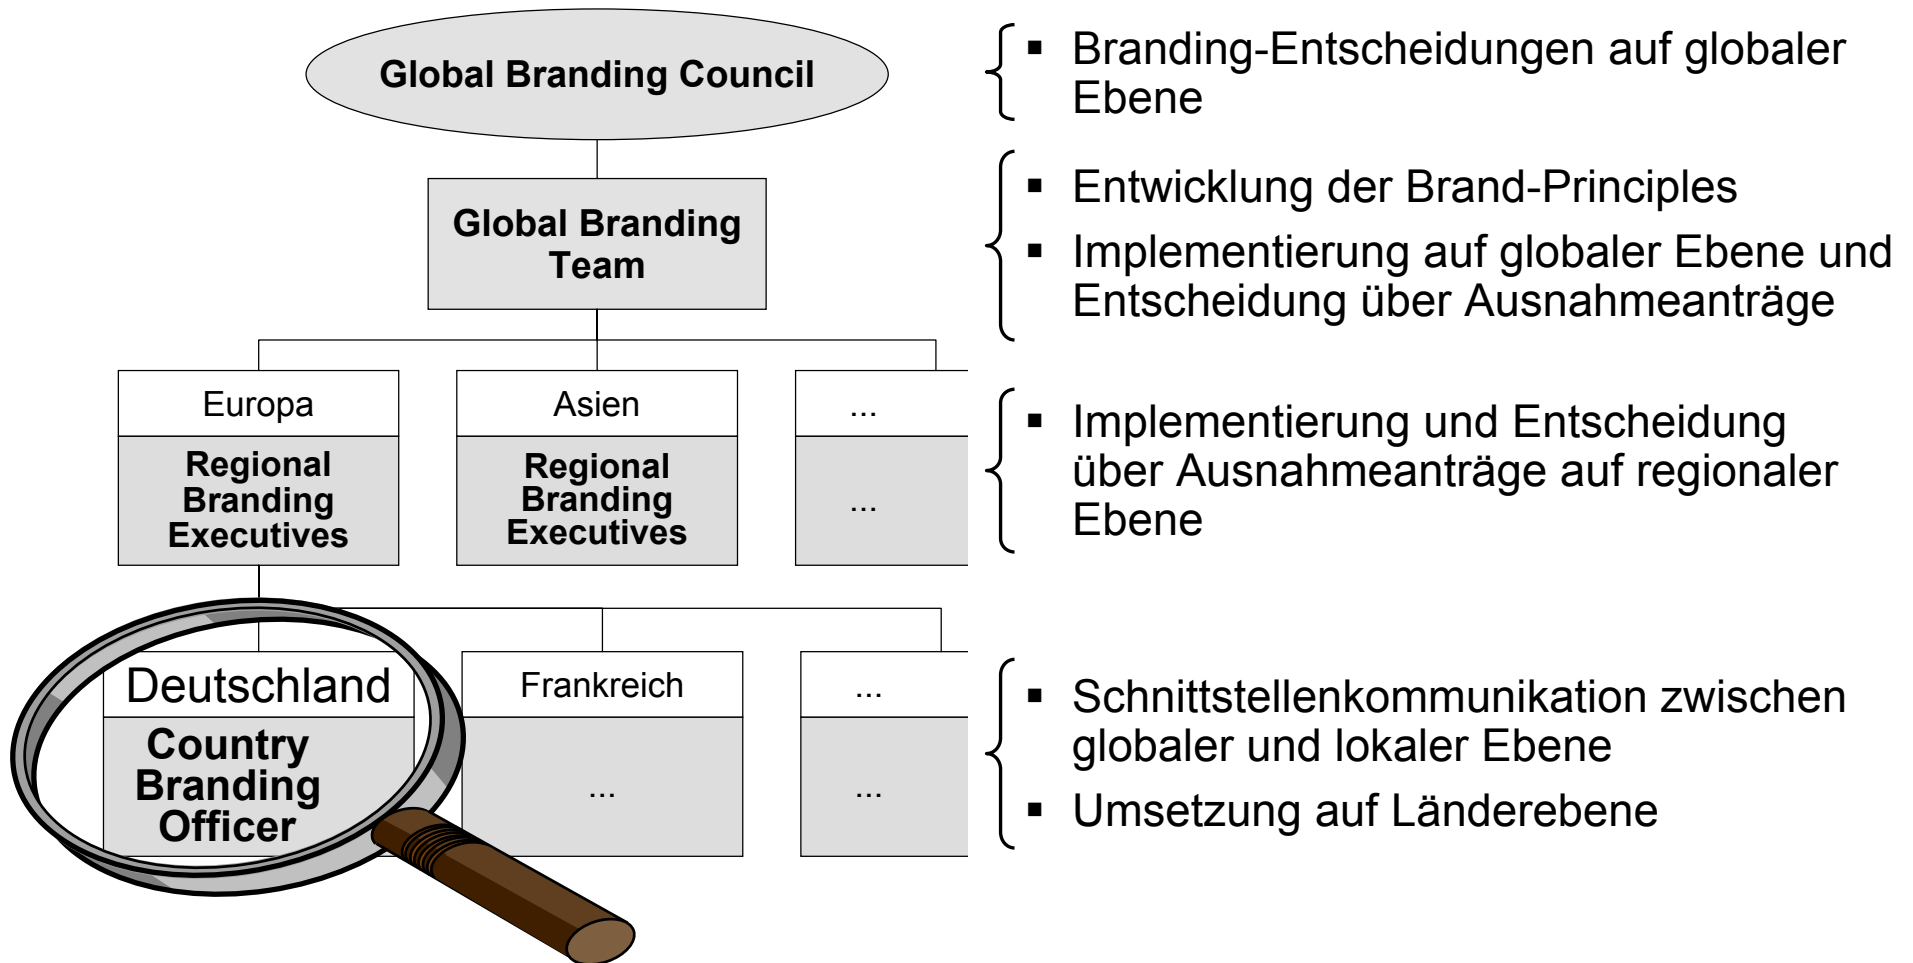 Global Branding Council
▪ Branding-Entscheidungen auf globaler
Ebene
Global Branding
Team
▪ Entwicklung der Brand-Principles
▪ Implementierung auf globaler Ebene und
Entscheidung über Ausnahmeanträge
Europa
Regional
Branding
Executives
Asien
Regional
Branding
Executives
...
...
▪ Implementierung und Entscheidung
über Ausnahmeanträge auf regionaler
Ebene
Deutschland
Country
Branding
Officer
Frankreich
...
...
...
▪ Schnittstellenkommunikation zwischen
globaler und lokaler Ebene
▪ Umsetzung auf Länderebene